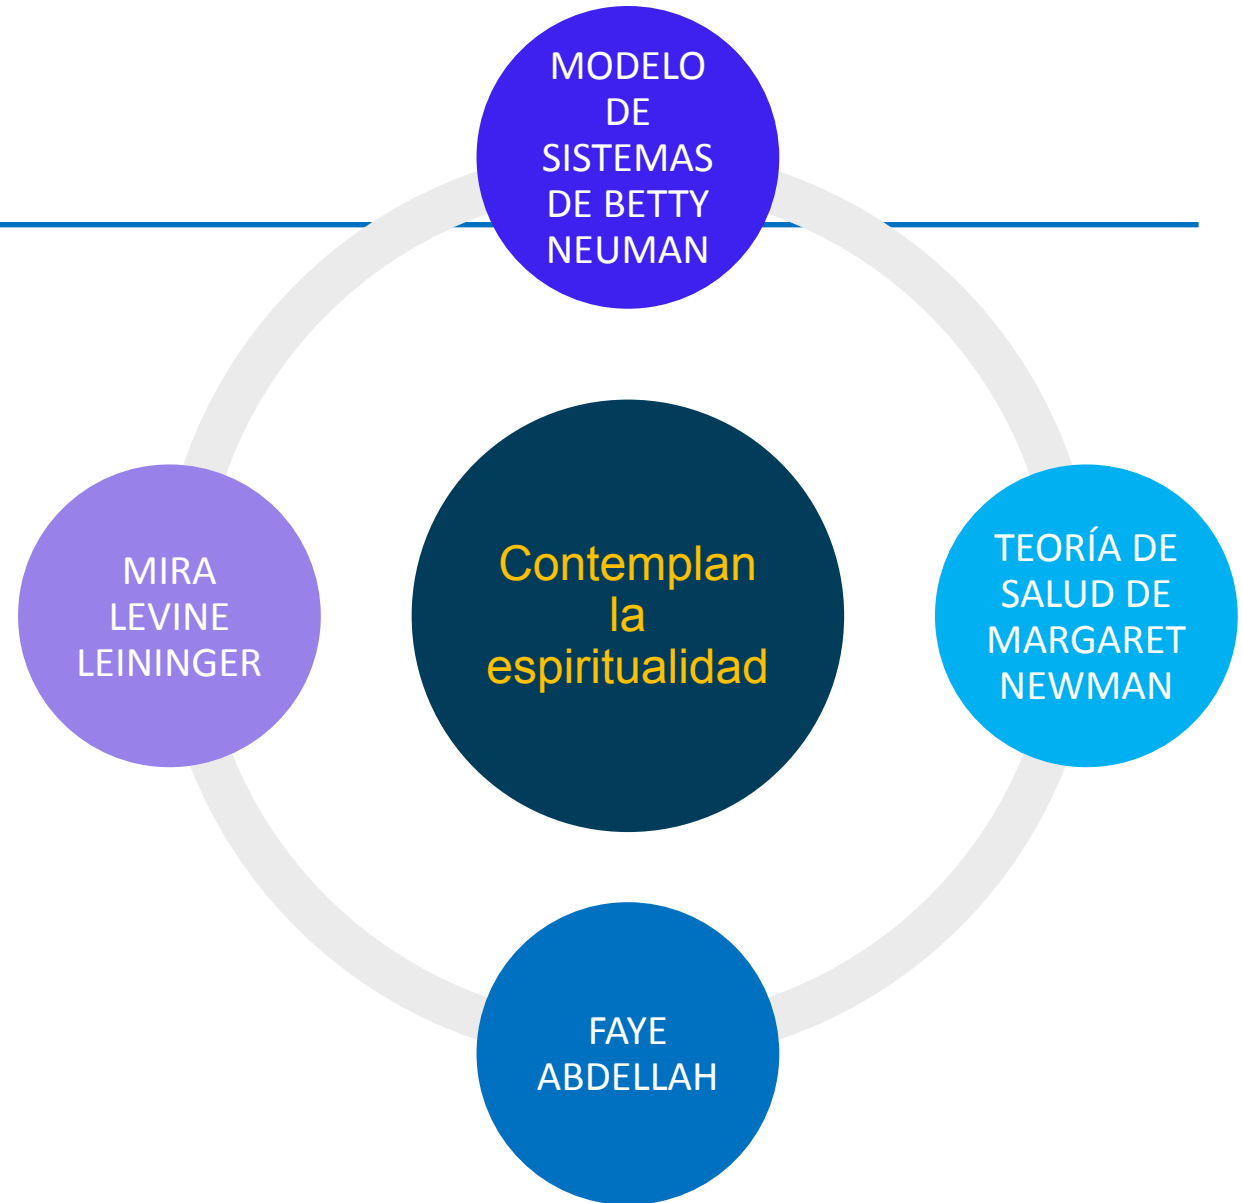 MODELO
DE
SISTEMAS
DE BETTY
NEUMAN
TEORÍA DE
SALUD DE
MARGARET
NEWMAN
FAYE
ABDELLAH
MIRA
LEVINE
LEININGER
Contemplan
la
espiritualidad